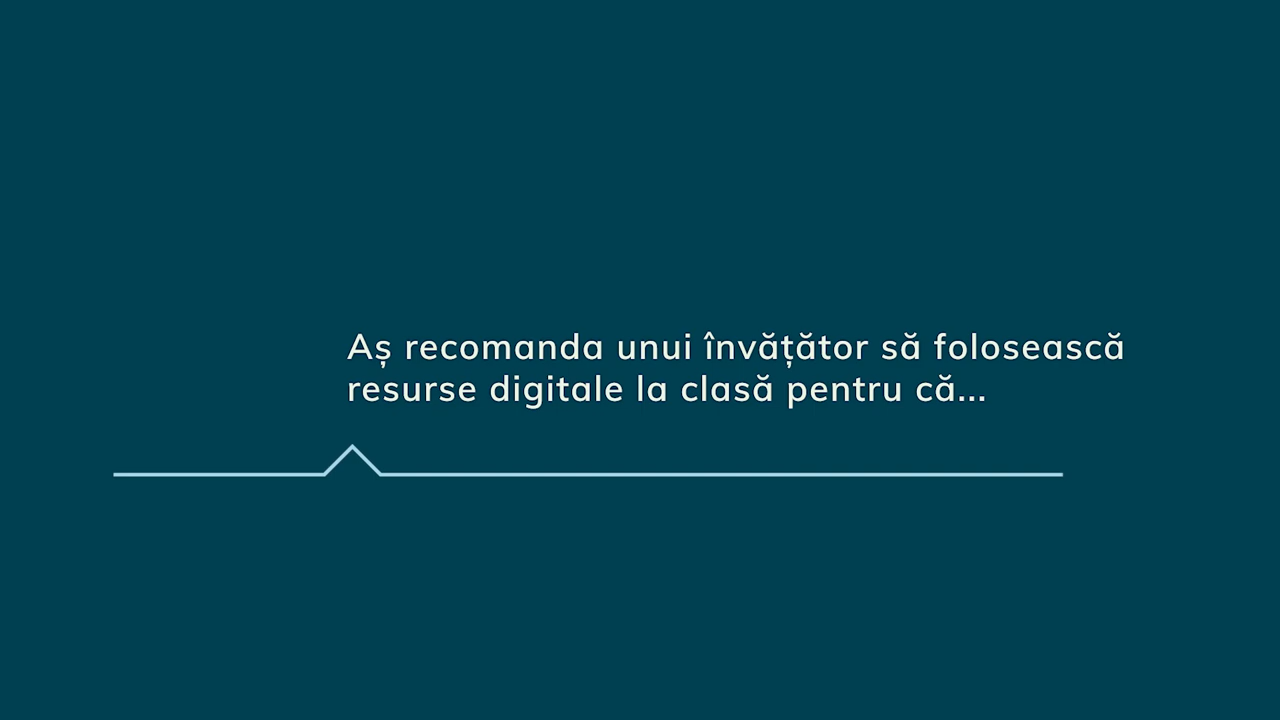 Aș recomanda unui învățător să folosească
resurse digitale la clasă pentru că...